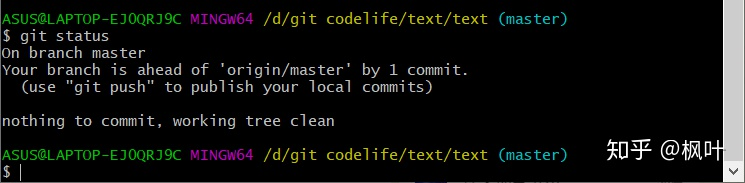 ASUS@LAPTOP-EJOQRJ9C MINGW64 /d/git codelife/text/text (master)
$ git status
On branch master
Your branch is ahead of 'origin/master' by 1 commit.
  (use "git push" to publish your local commits)
nothing to commit, working tree clean
ASUS@LAPTOP-EJOQRJ9C MINGW64 /d/git codelife/text/text (master)
$
知乎 @枫叶